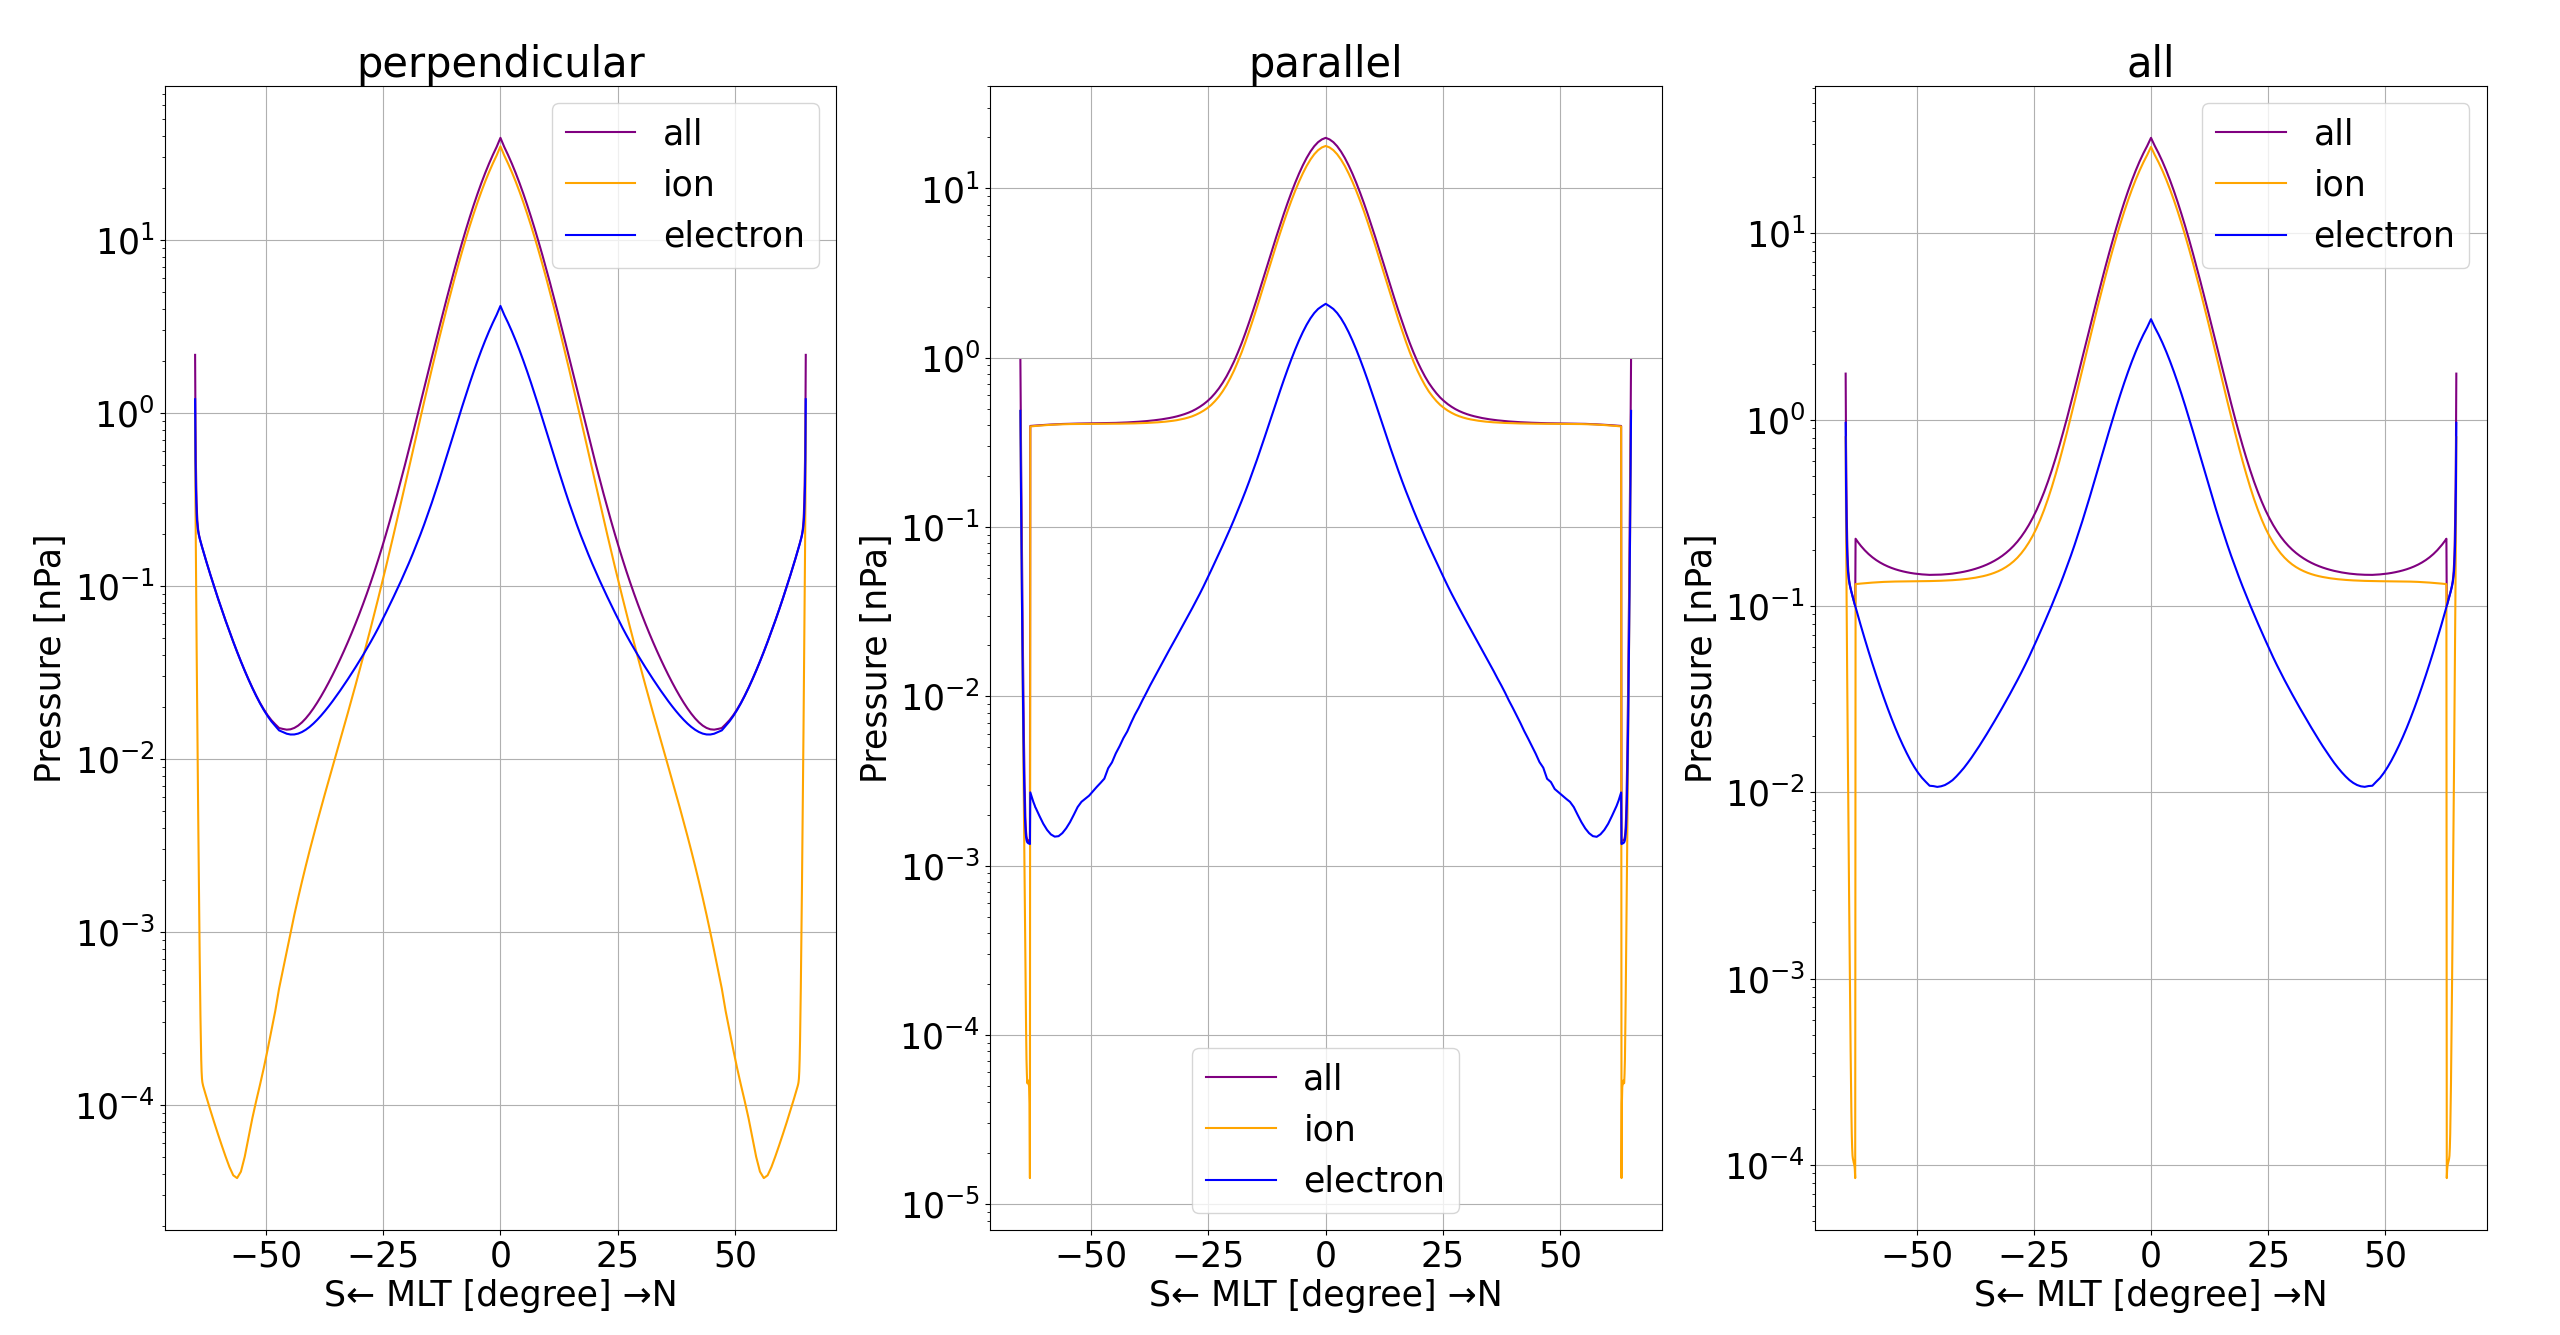 perpendicular
all
ion
electron
10¹
10⁰
10⁻¹
10⁻²
10⁻³
10⁻⁴
Pressure [nPa]
−50 −25 0 25 50
S← MLT [degree] →N
parallel
10¹
10⁰
10⁻¹
10⁻²
10⁻³
10⁻⁴
10⁻⁵
Pressure [nPa]
all
ion
electron
−50 −25 0 25 50
S← MLT [degree] →N
all
all
ion
electron
10¹
10⁰
10⁻¹
10⁻²
10⁻³
10⁻⁴
Pressure [nPa]
−50 −25 0 25 50
S← MLT [degree] →N